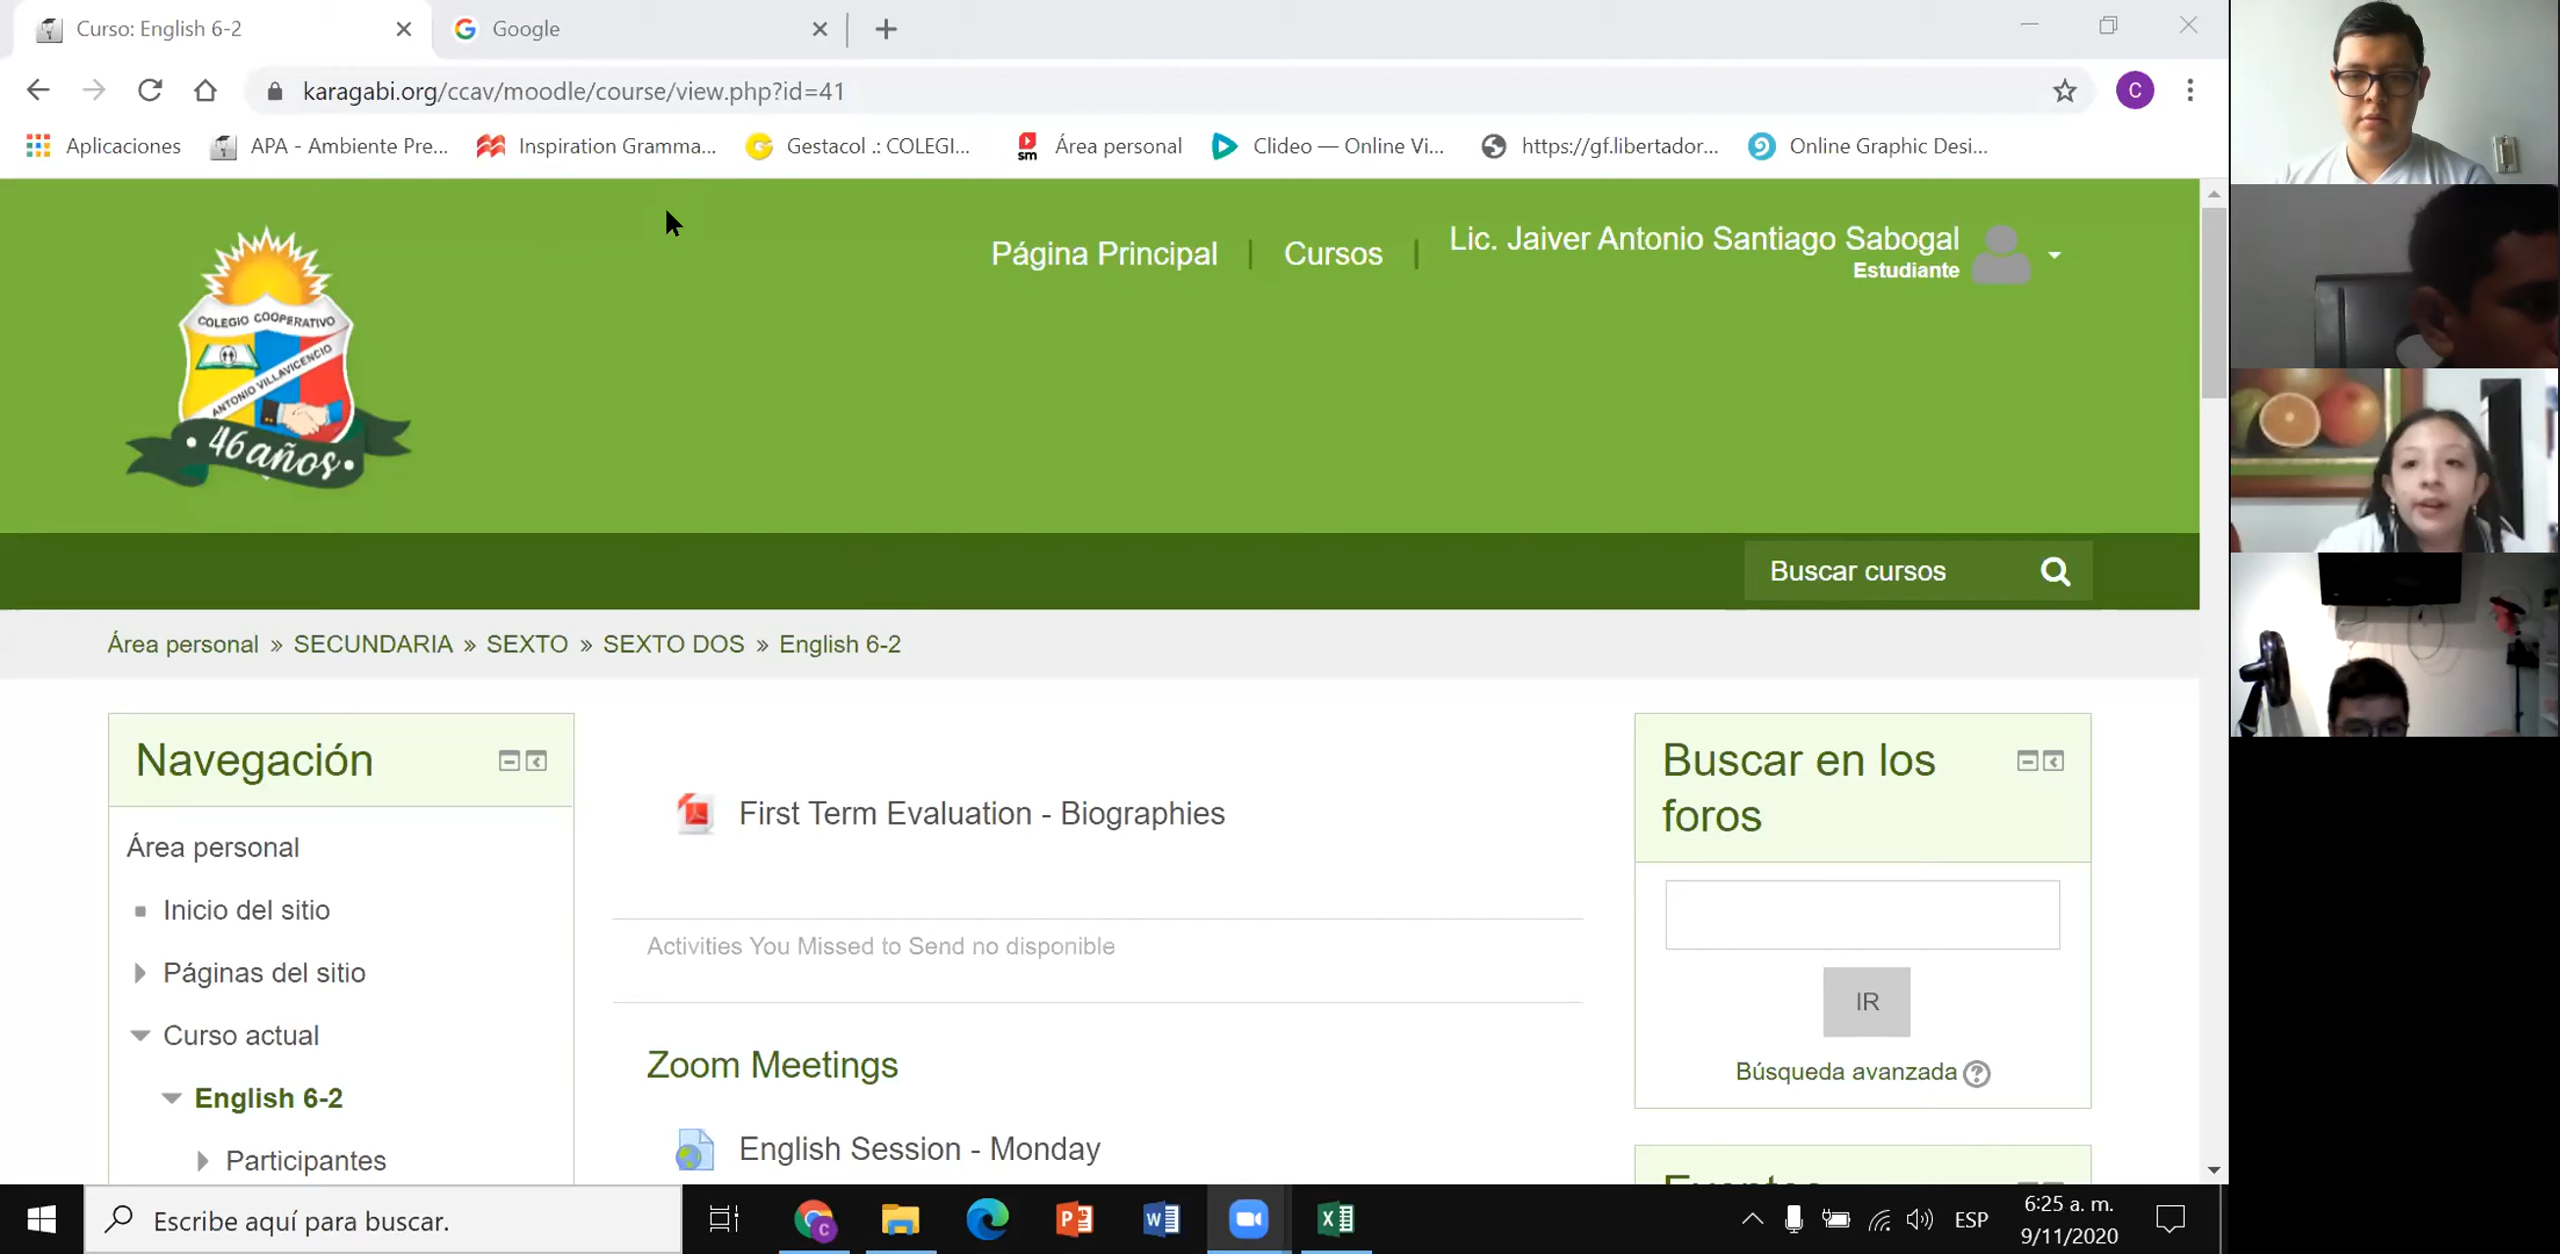 Curso: English 6-2
Google
karagabi.org/ccav/moodle/course/view.php?id=41
C
Aplicaciones
APA - Ambiente Pre...
Inspiration Gramma...
Gestacol .: COLEGI...
sm
Área personal
Clideo — Online Vi...
https://gf.libertador...
Online Graphic Desi...
COLEGIO COOPERATIVO
ANTONIO VILLAVICENCIO
• 46 años •
Página Principal
Cursos
Lic. Jaiver Antonio Santiago Sabogal
Estudiante
Buscar cursos
Área personal » SECUNDARIA » SEXTO » SEXTO DOS » English 6-2
Navegación
Área personal
Inicio del sitio
Páginas del sitio
Curso actual
English 6-2
Participantes
First Term Evaluation - Biographies
Activities You Missed to Send no disponible
Zoom Meetings
English Session - Monday
Buscar en los
foros
IR
Búsqueda avanzada
Escribe aquí para buscar.
ESP
6:25 a. m.
9/11/2020